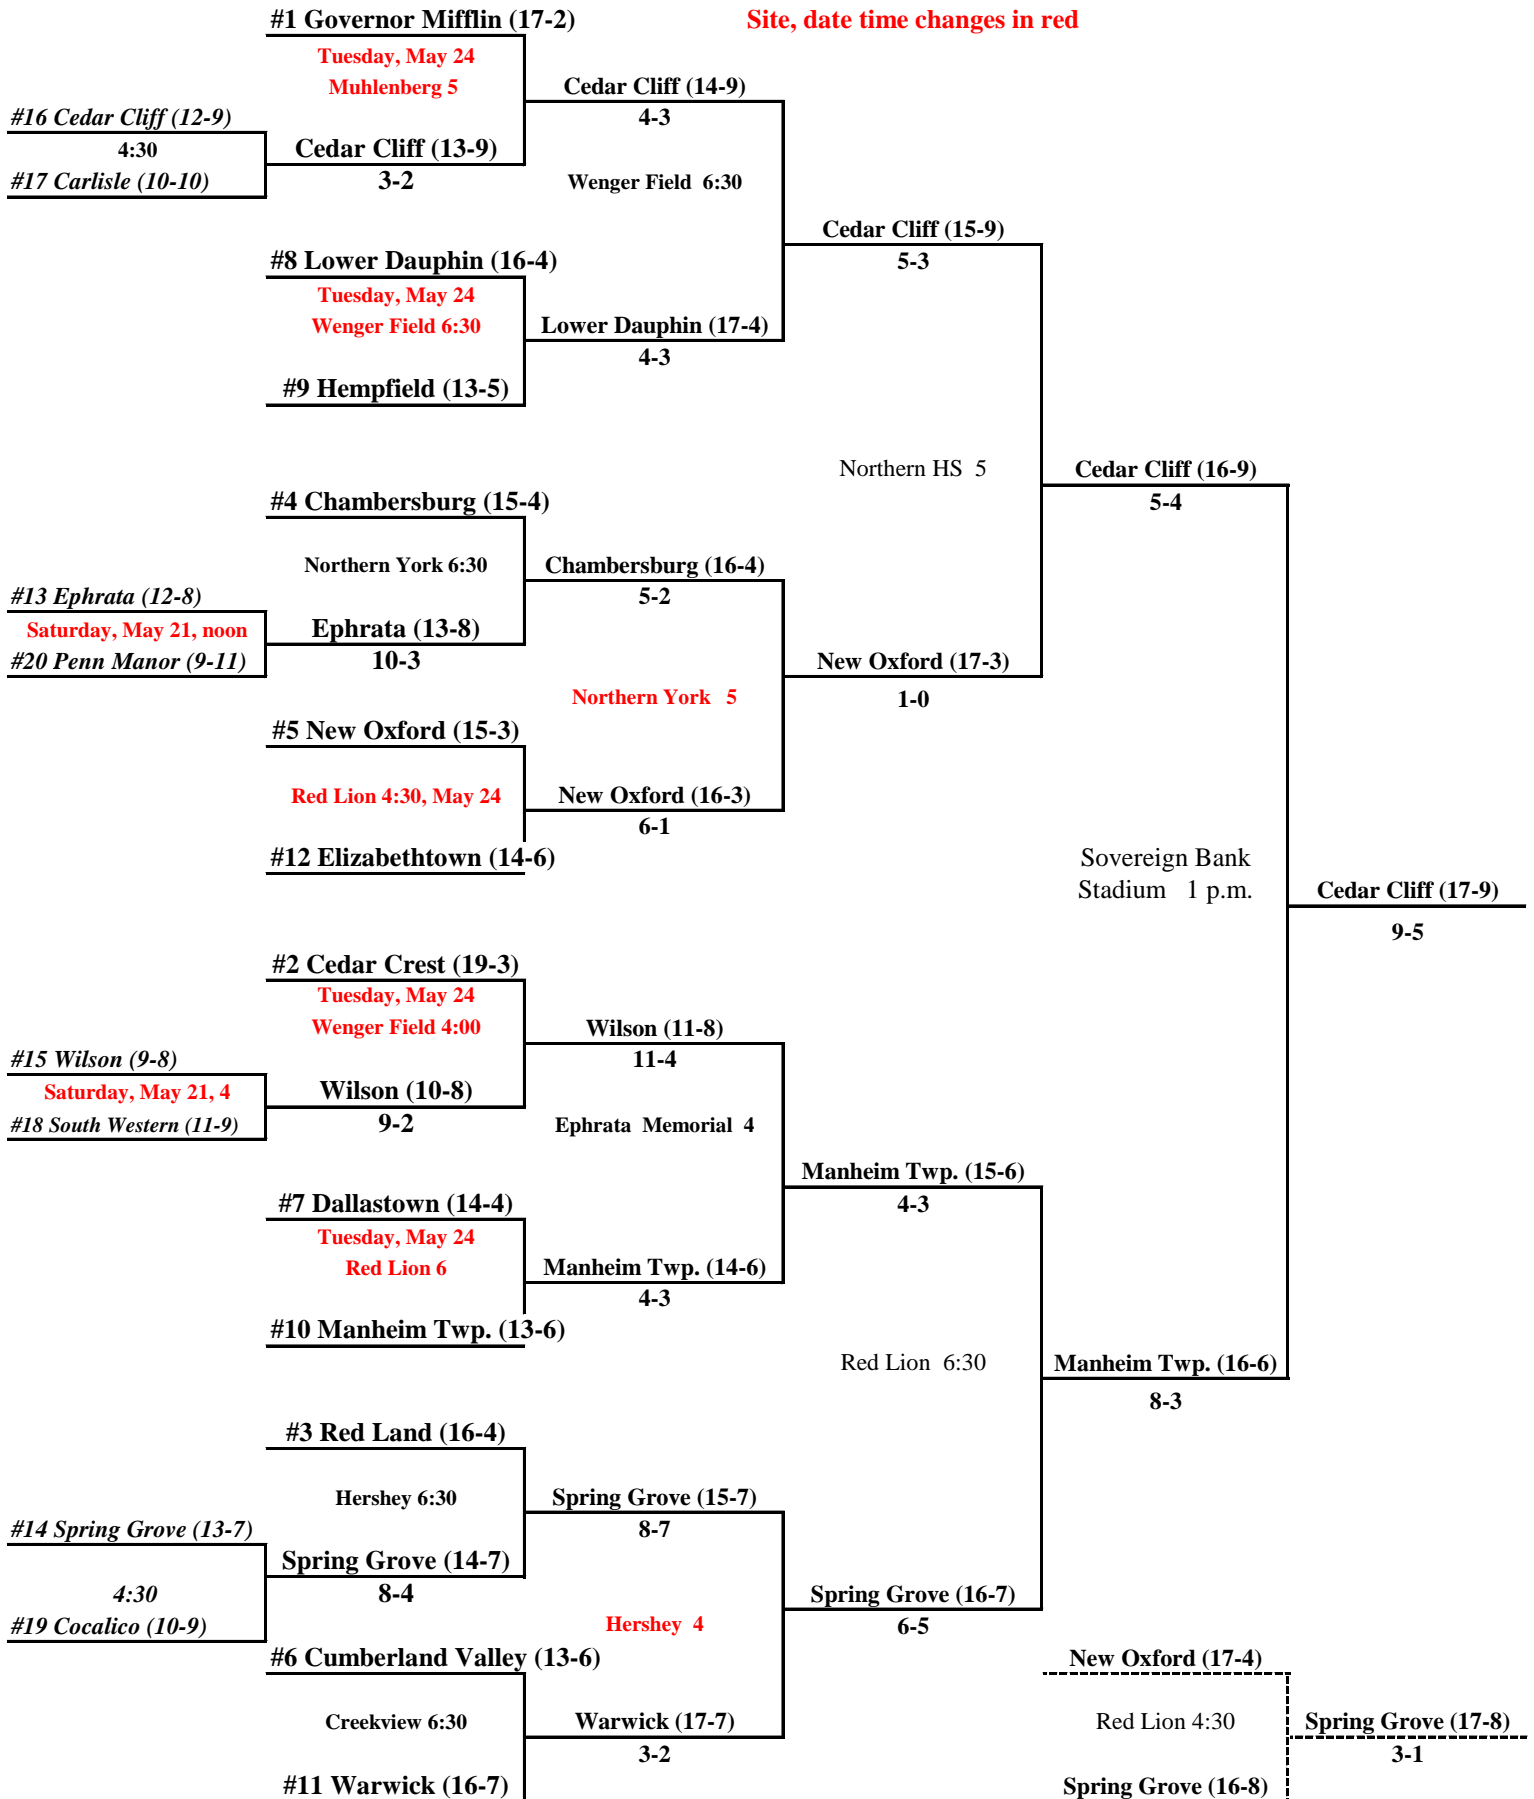 #1 Governor Mifflin (17-2)
Site, date time changes in red
Tuesday, May 24
Muhlenberg 5
Cedar Cliff (14-9)
4-3
#16 Cedar Cliff (12-9)
4:30
Cedar Cliff (13-9)
#17 Carlisle (10-10)
3-2
Wenger Field 6:30
Cedar Cliff (15-9)
5-3
#8 Lower Dauphin (16-4)
Tuesday, May 24
Wenger Field 6:30
Lower Dauphin (17-4)
4-3
#9 Hempfield (13-5)
Northern HS 5
Cedar Cliff (16-9)
5-4
#4 Chambersburg (15-4)
Northern York 6:30
Chambersburg (16-4)
5-2
#13 Ephrata (12-8)
Saturday, May 21, noon
Ephrata (13-8)
#20 Penn Manor (9-11)
10-3
New Oxford (17-3)
1-0
Northern York 5
#5 New Oxford (15-3)
Red Lion 4:30, May 24
New Oxford (16-3)
6-1
#12 Elizabethtown (14-6)
Sovereign Bank
Stadium 1 p.m.
Cedar Cliff (17-9)
9-5
#2 Cedar Crest (19-3)
Tuesday, May 24
Wenger Field 4:00
Wilson (11-8)
11-4
#15 Wilson (9-8)
Saturday, May 21, 4
Wilson (10-8)
#18 South Western (11-9)
9-2
Ephrata Memorial 4
Manheim Twp. (15-6)
4-3
#7 Dallastown (14-4)
Tuesday, May 24
Red Lion 6
Manheim Twp. (14-6)
4-3
#10 Manheim Twp. (13-6)
Red Lion 6:30
Manheim Twp. (16-6)
8-3
#3 Red Land (16-4)
Hershey 6:30
Spring Grove (15-7)
8-7
#14 Spring Grove (13-7)
Spring Grove (14-7)
4:30
8-4
#19 Cocalico (10-9)
Spring Grove (16-7)
6-5
Hershey 4
#6 Cumberland Valley (13-6)
New Oxford (17-4)
Creekview 6:30
Warwick (17-7)
3-2
Red Lion 4:30
Spring Grove (17-8)
3-1
#11 Warwick (16-7)
Spring Grove (16-8)